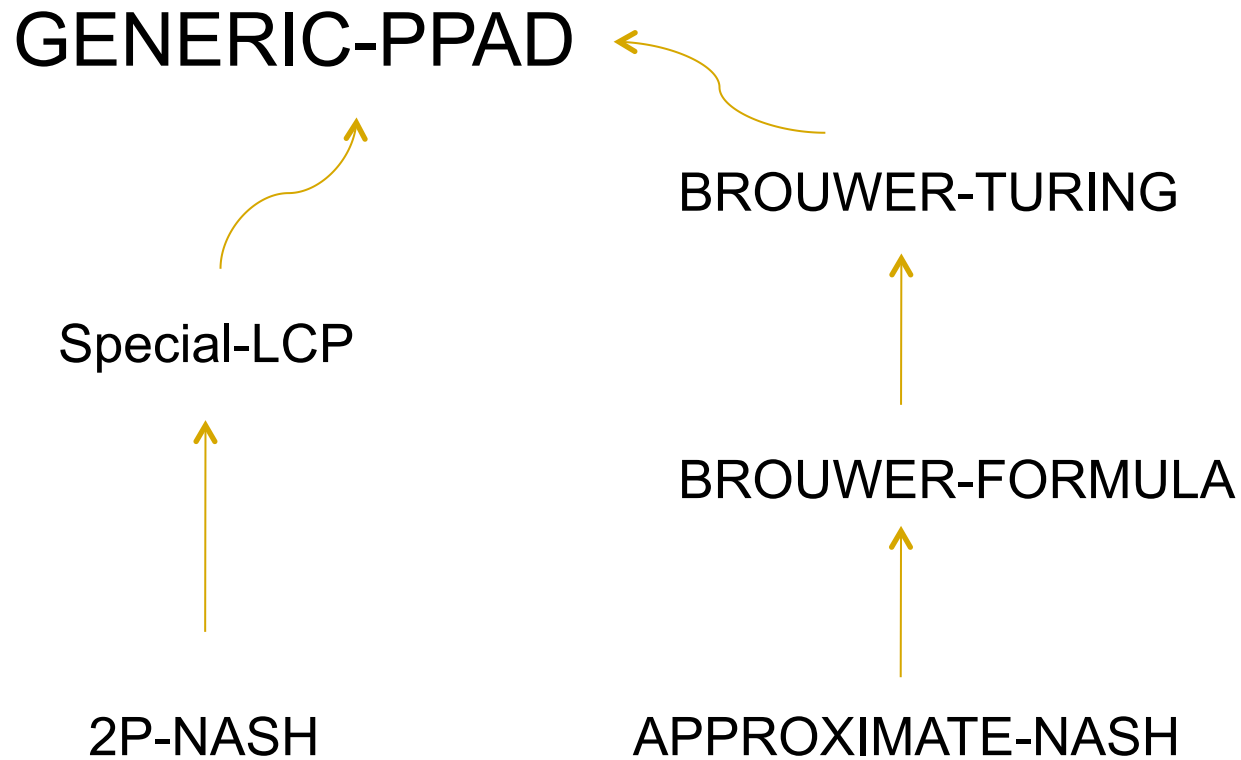 GENERIC-PPAD
BROUWER-TURING
Special-LCP
BROUWER-FORMULA
2P-NASH
APPROXIMATE-NASH